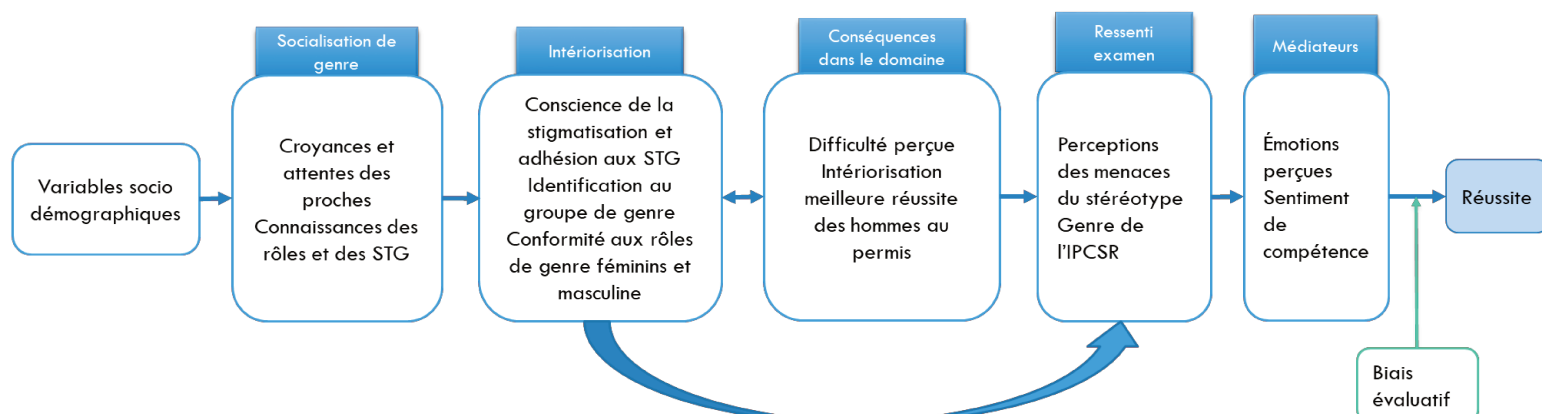 Variables socio
démographiques
Socialisation de
genre
Croyances et
attentes des
proches
Connaissances des
rôles et des STG
Intériorisation
Conscience de la
stigmatisation et
adhésion aux STG
Identification au
groupe de genre
Conformité aux rôles
de genre féminins et
masculine
Conséquences
dans le domaine
Difficulté perçue
Intériorisation
meilleure réussite
des hommes au
permis
Ressenti
examen
Perceptions
des menaces
du stéréotype
Genre de
l'IPCSR
Médiateurs
Émotions
perçues
Sentiment
de
compétence
Réussite
Biais
évaluatif